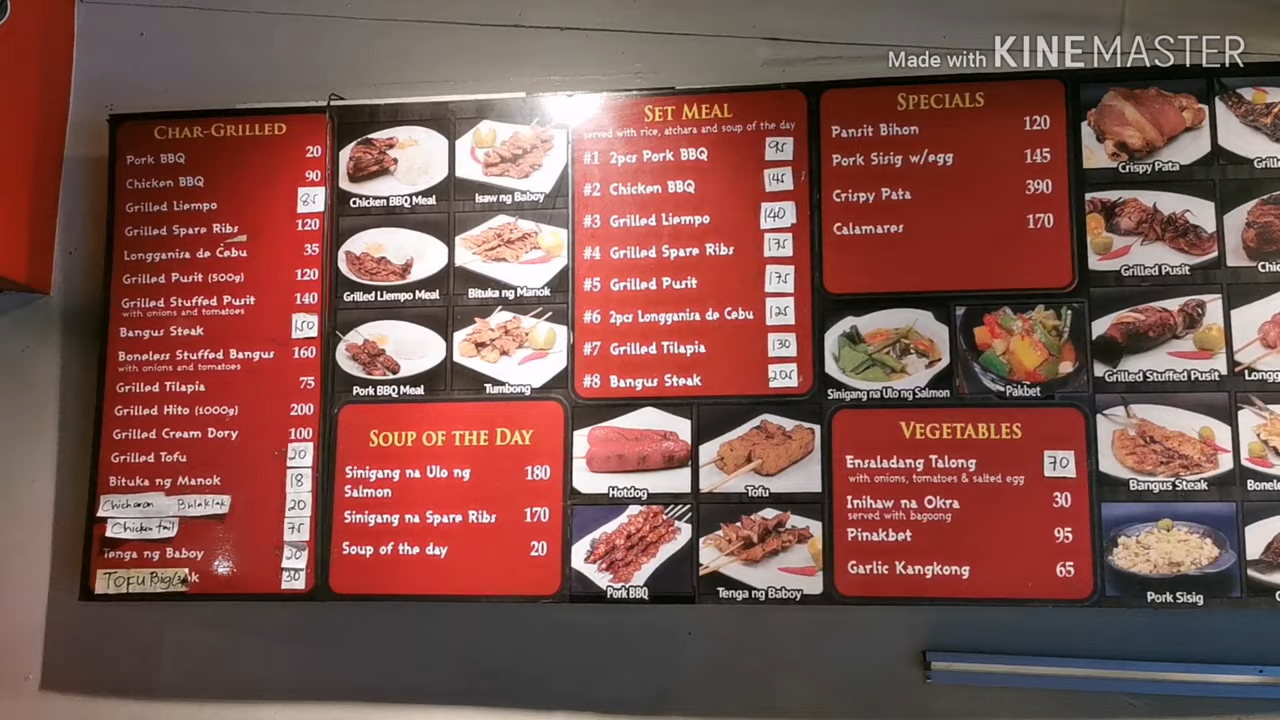 Made with KINEMASTER
CHAR-GRILLED
Pork BBQ 20
Chicken BBQ 90
Grilled Liempo 85
Grilled Spare Ribs 120
Longganisa de Cebu 35
Grilled Pusit (500g) 120
Grilled Stuffed Pusit 140
with onions and tomatoes
Bangus Steak 150
Boneless Stuffed Bangus 160
with onions and tomatoes
Grilled Tilapia 75
Grilled Hito (1000g) 200
Grilled Cream Dory 100
Grilled Tofu 20
Bituka ng Manok 18
Chicharon Bulaklak 20
Chicken tail 75
Tenga ng Baboy 20
TOFU Big 30
Chicken BBQ Meal
Isaw ng Baboy
Grilled Liempo Meal
Bituka ng Manok
Pork BBQ Meal
Tumbong
SOUP OF THE DAY
Sinigang na Ulo ng 180
Salmon
Sinigang na Spare Ribs 170
Soup of the day 20
SET MEAL
served with rice, atchara and soup of the day
#1 2pcs Pork BBQ 95
#2 Chicken BBQ 145
#3 Grilled Liempo 140
#4 Grilled Spare Ribs 175
#5 Grilled Pusit 175
#6 2pcs Longganisa de Cebu 125
#7 Grilled Tilapia 130
#8 Bangus Steak 205
Hotdog
Tofu
Pork BBQ
Tenga ng Baboy
SPECIALS
Pansit Bihon 120
Pork Sisig w/egg 145
Crispy Pata 390
Calamares 170
Sinigang na Ulo ng Salmon
Pakbet
VEGETABLES
Ensaladang Talong 70
with onions, tomatoes & salted egg
Inihaw na Okra 30
served with bagoong
Pinakbet 95
Garlic Kangkong 65
Crispy Pata
Grilled Pusit
Grilled Stuffed Pusit
Bangus Steak
Pork Sisig